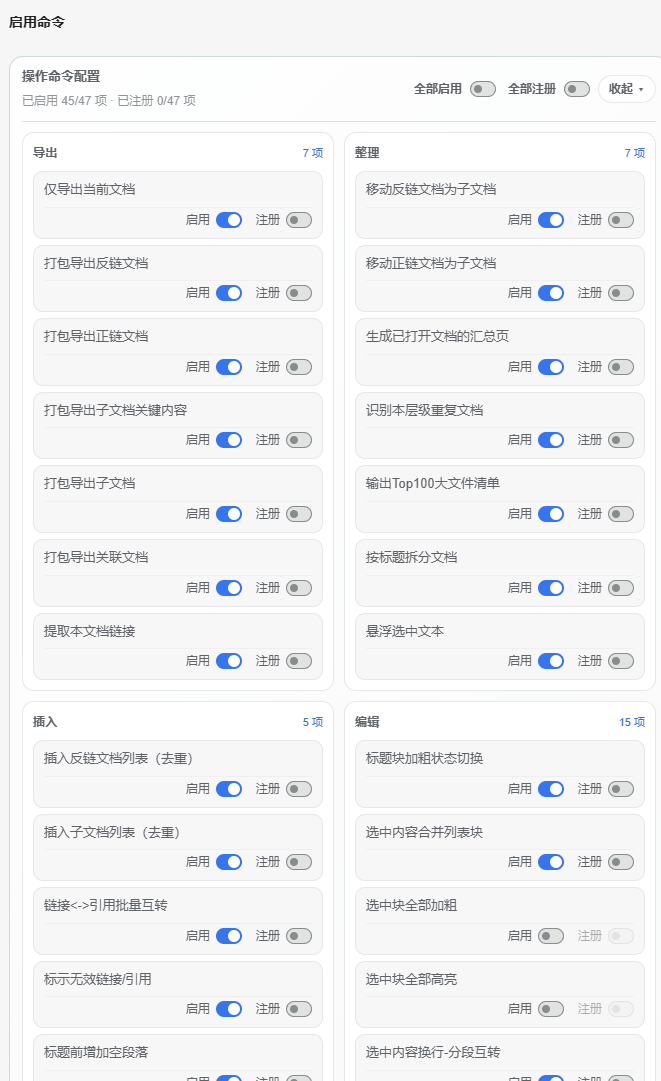 启用命令
操作命令配置
已启用 45/47 项 · 已注册 0/47 项
全部启用 全部注册 收起
导出 7 项
仅导出当前文档
启用 注册
打包导出反链文档
启用 注册
打包导出正链文档
启用 注册
打包导出子文档关键内容
启用 注册
打包导出子文档
启用 注册
打包导出关联文档
启用 注册
提取本文档链接
启用 注册
整理 7 项
移动反链文档为子文档
启用 注册
移动正链文档为子文档
启用 注册
生成已打开文档的汇总页
启用 注册
识别本层级重复文档
启用 注册
输出Top100大文件清单
启用 注册
按标题拆分文档
启用 注册
悬浮选中文本
启用 注册
插入 5 项
插入反链文档列表（去重）
启用 注册
插入子文档列表（去重）
启用 注册
链接<->引用批量互转
启用 注册
标示无效链接/引用
启用 注册
标题前增加空段落
启用 注册
编辑 15 项
标题块加粗状态切换
启用 注册
选中内容合并列表块
启用 注册
选中块全部加粗
启用 注册
选中块全部高亮
启用 注册
选中内容换行-分段互转
启用 注册